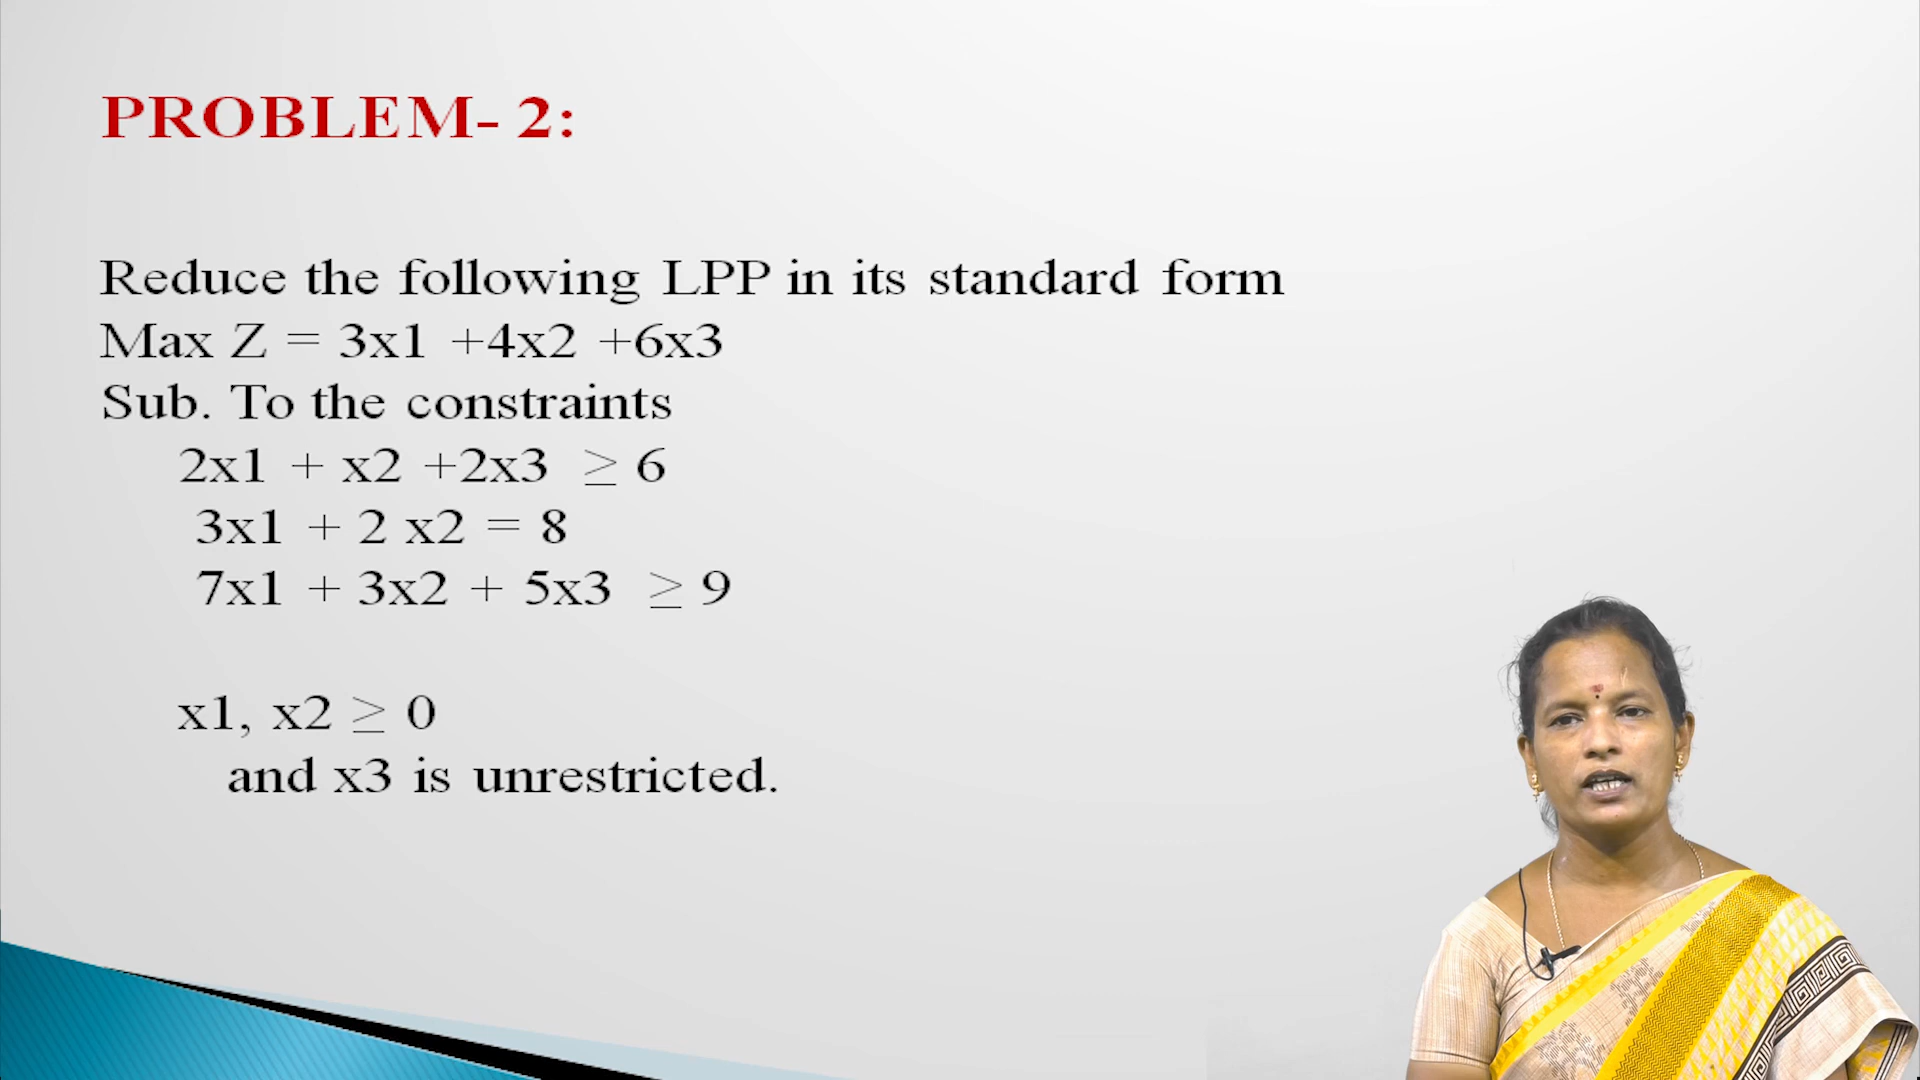 PROBLEM- 2:
Reduce the following LPP in its standard form
Max Z = 3x1 +4x2 +6x3
Sub. To the constraints
2x1 + x2 +2x3 ≥ 6
3x1 + 2 x2 = 8
7x1 + 3x2 + 5x3 ≥ 9
x1, x2 ≥ 0
and x3 is unrestricted.